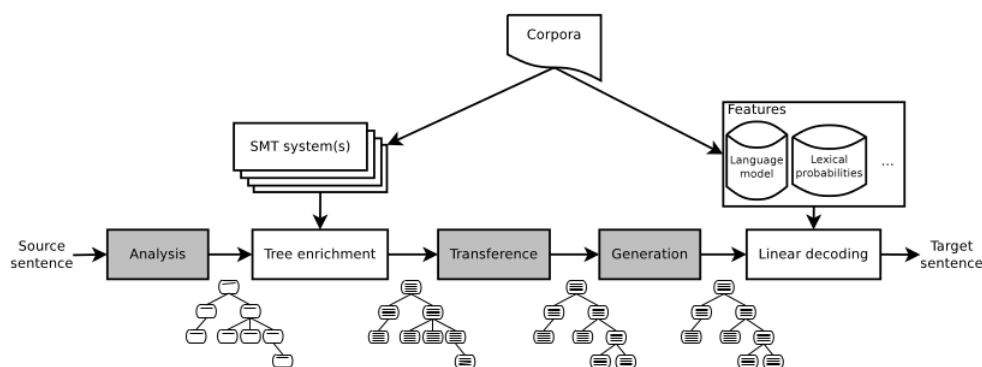 Corpora
Features
SMT system(s)
Language
model
Lexical
probabilities
...
Source
sentence
Analysis
Tree enrichment
Transference
Generation
Linear decoding
Target
sentence